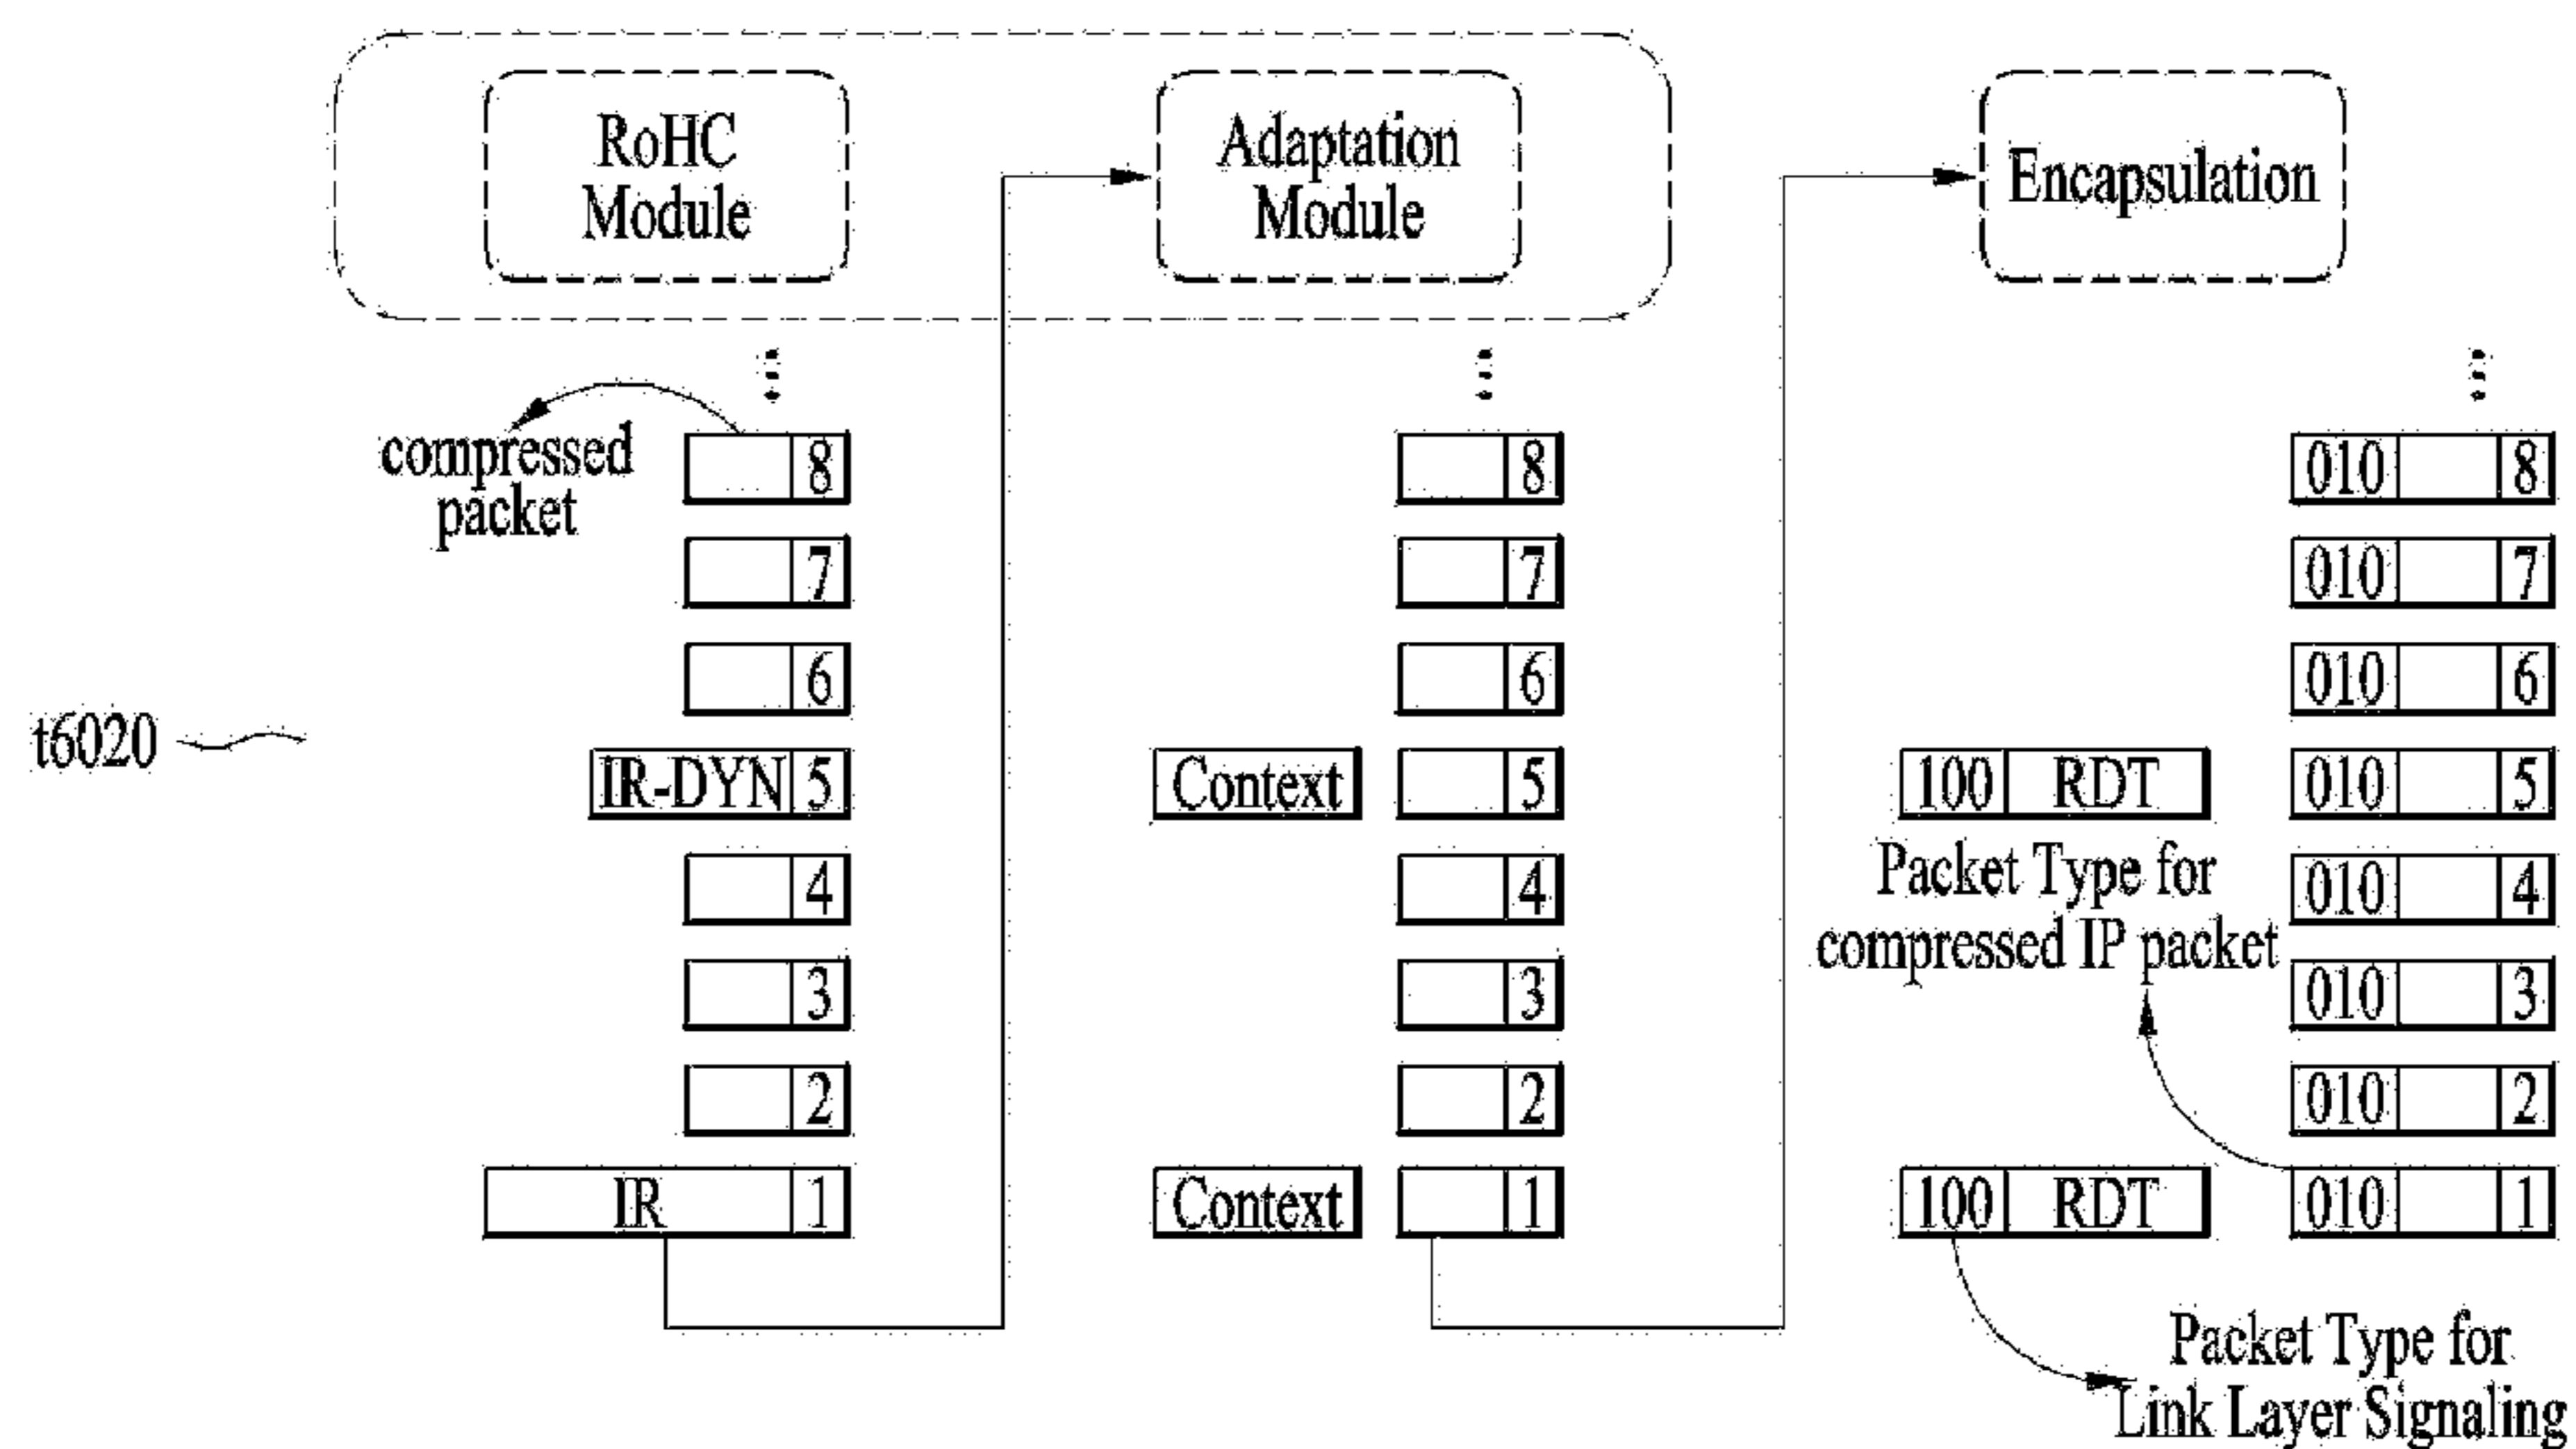 RoHC
Module
Adaptation
Module
Encapsulation
compressed
packet
8
8
010 8
7
7
010 7
6
6
010 6
t6020
IR-DYN 5
Context 5
100 RDT 010 5
4
4
Packet Type for
compressed IP packet
010 4
3
3
010 3
2
2
010 2
IR 1
Context 1
100 RDT 010 1
Packet Type for
Link Layer Signaling